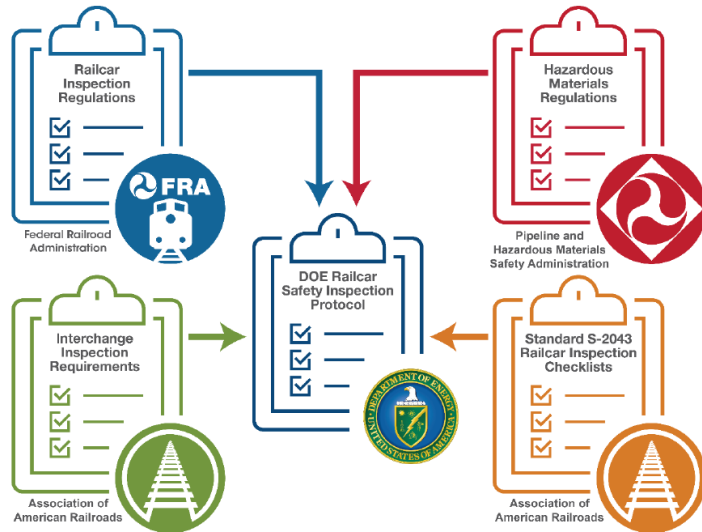 Railcar
Inspection
Regulations
FRA
Federal Railroad
Administration
Hazardous
Materials
Regulations
Pipeline and
Hazardous Materials
Safety Administration
DOE Railcar
Safety Inspection
Protocol
DEPARTMENT OF ENERGY
UNITED STATES OF AMERICA
Interchange
Inspection
Requirements
Association of
American Railroads
Standard S-2043
Railcar Inspection
Checklists
Association of
American Railroads